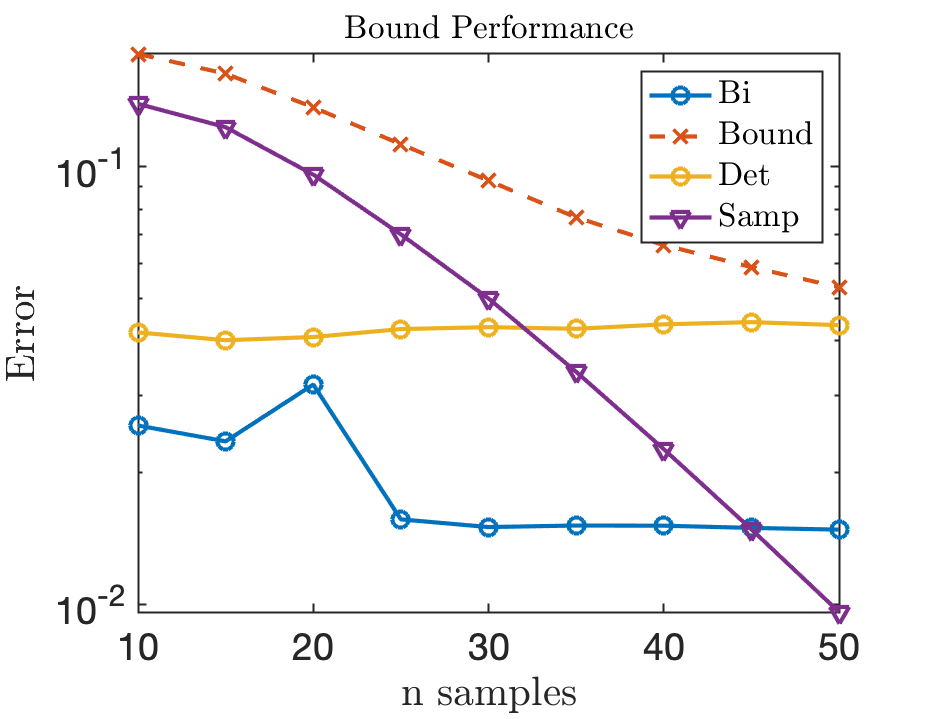 Bound Performance
Bi
Bound
Det
Samp
10^-1
10^-2
Error
10 20 30 40 50
n samples